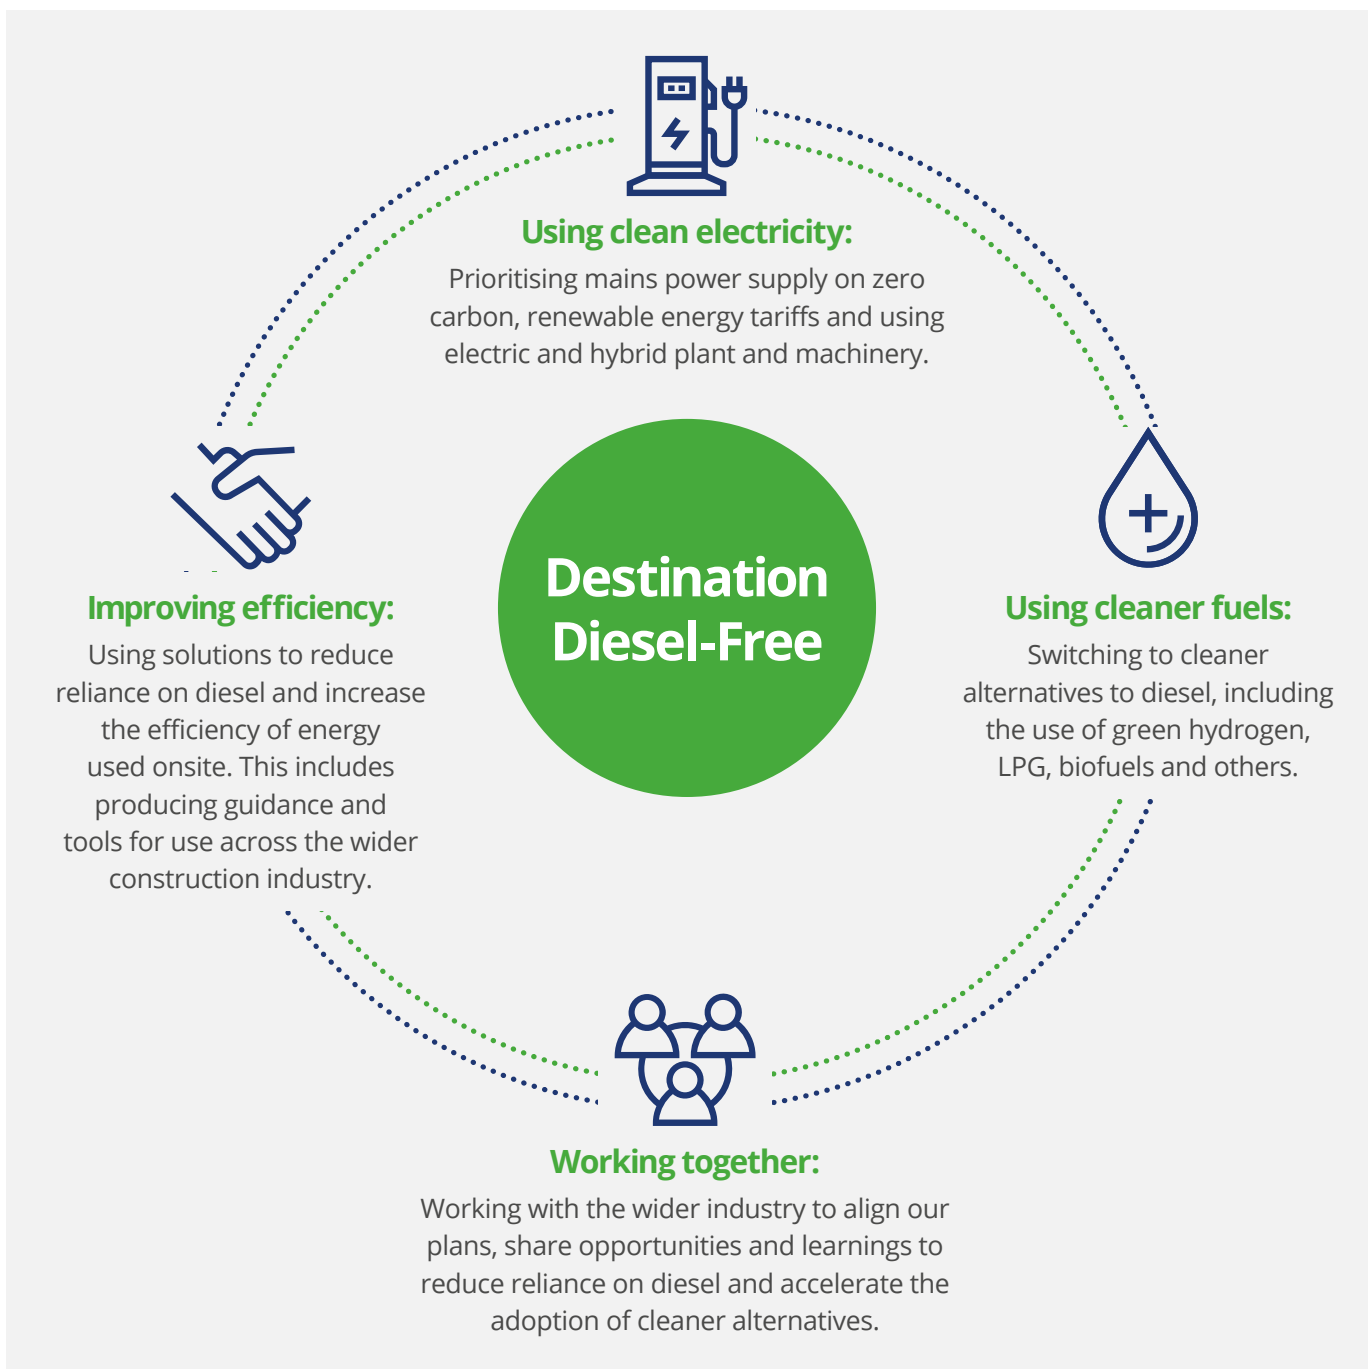 Using clean electricity:
Prioritising mains power supply on zero
carbon, renewable energy tariffs and using
electric and hybrid plant and machinery.
Destination
Diesel-Free
Improving efficiency:
Using solutions to reduce
reliance on diesel and increase
the efficiency of energy
used onsite. This includes
producing guidance and
tools for use across the wider
construction industry.
Using cleaner fuels:
Switching to cleaner
alternatives to diesel, including
the use of green hydrogen,
LPG, biofuels and others.
Working together:
Working with the wider industry to align our
plans, share opportunities and learnings to
reduce reliance on diesel and accelerate the
adoption of cleaner alternatives.